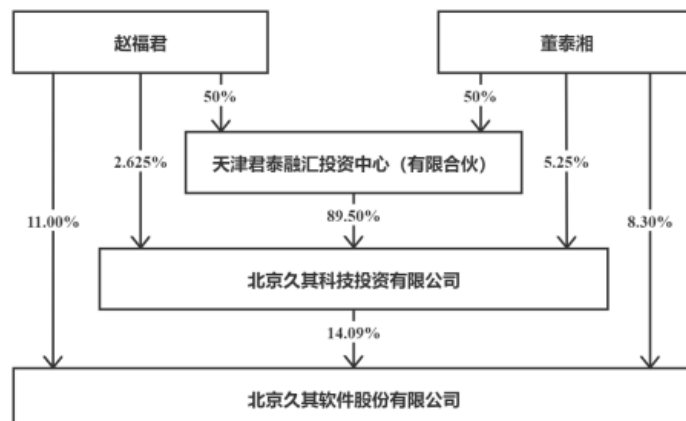 赵福君
董泰湘
50%
50%
天津君泰融汇投资中心（有限合伙）
2.625%
5.25%
89.50%
11.00%
8.30%
北京久其科技投资有限公司
14.09%
北京久其软件股份有限公司